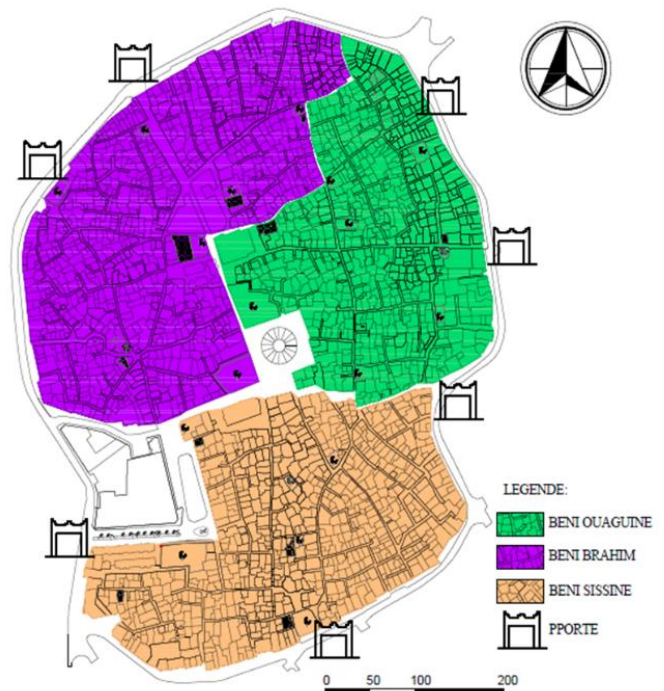 LEGENDE:
BENI OUAGUINE
BENI BRAHIM
BENI SISSINE
PPORTE
0 50 100 200